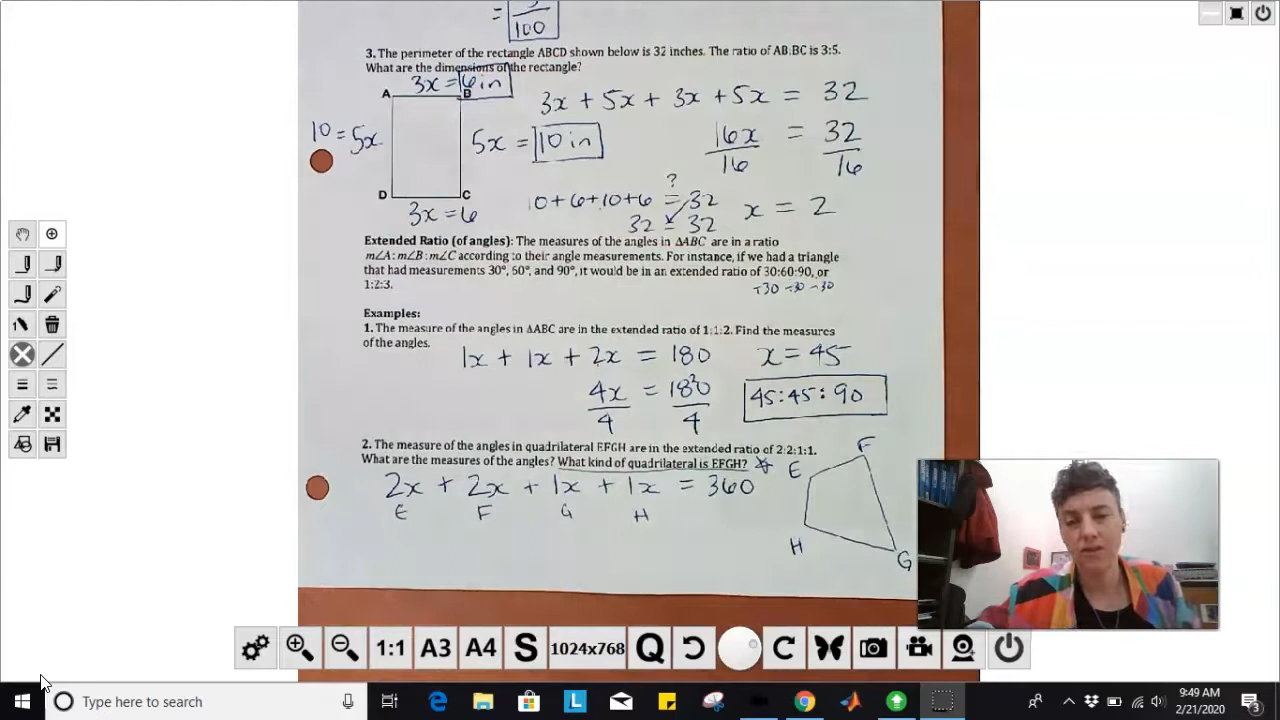 =
100
3. The perimeter of the rectangle ABCD shown below is 32 inches. The ratio of AB:BC is 3:5.
What are the dimensions of the rectangle?
3x = 6in
A
B
3x + 5x + 3x + 5x = 32
10 = 5x
5x = 10 in
16x = 32
16 16
D
C
3x = 6
?
0+6+10+6 = 32
32 = 32
x = 2
Extended Ratio (of angles): The measures of the angles in ΔABC are in a ratio
m∠A: m∠B : m∠C according to their angle measurements. For instance, if we had a triangle
that had measurements 30°, 60°, and 90°, it would be in an extended ratio of 30:60:90, or
1:2:3.
÷30 ÷30 ÷30
Examples:
1. The measure of the angles in ΔABC are in the extended ratio of 1:1:2. Find the measures
of the angles.
1x + 1x + 2x = 180
x = 45
4x = 180
4 4
45:45:90
2. The measure of the angles in quadrilateral EFGH are in the extended ratio of 2:2:1:1.
What are the measures of the angles? What kind of quadrilateral is EFGH?
2x + 2x + 1x + 1x = 360
E F G H
F
E
H
G
1:1 A3 A4 S 1024x768 Q
Type here to search
9:49 AM
2/21/2020
3